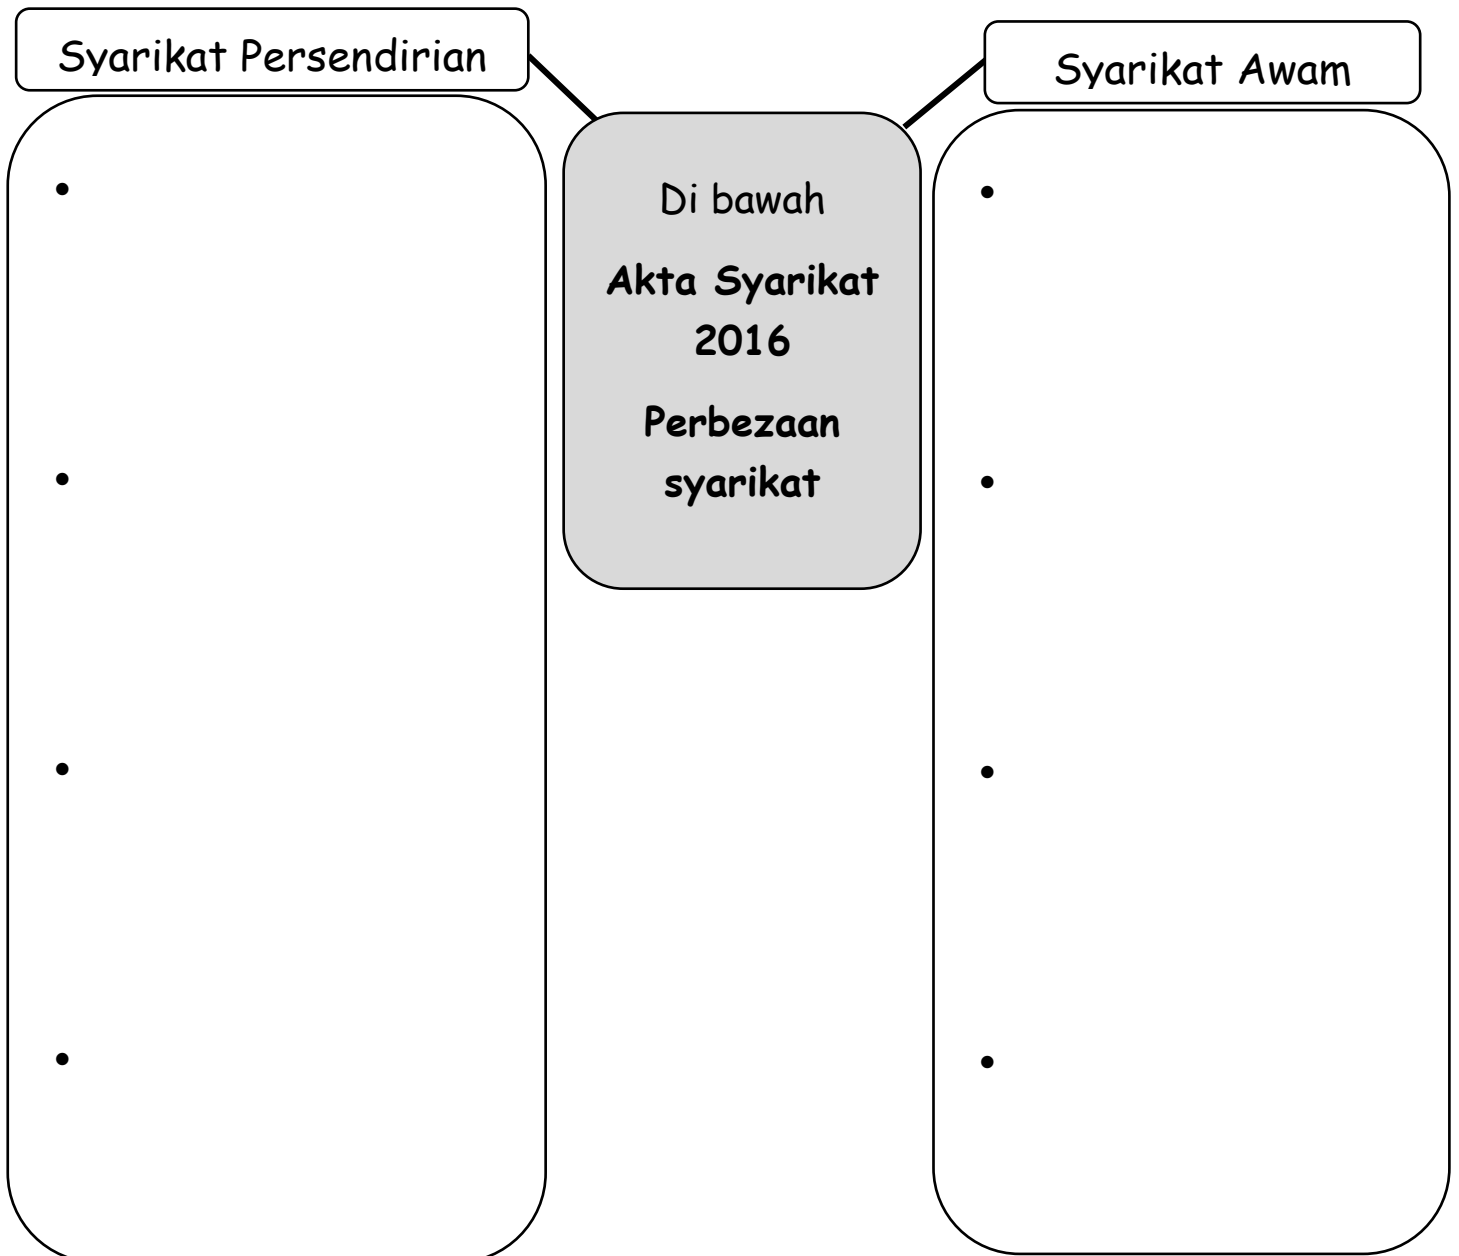 Syarikat Persendirian
Syarikat Awam
Di bawah
Akta Syarikat
2016
Perbezaan
syarikat
•
•
•
•
•
•
•
•